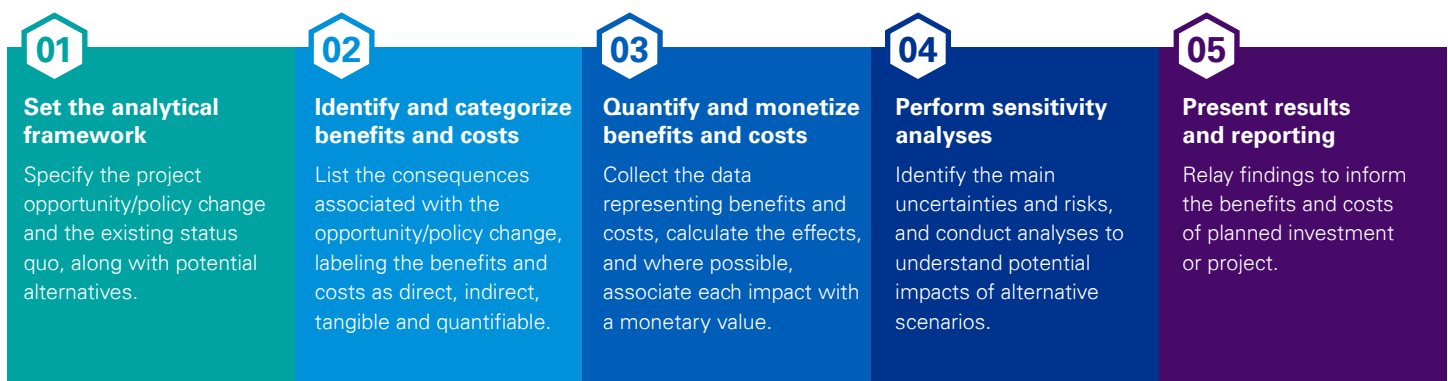 01
Set the analytical
framework
Specify the project
opportunity/policy change
and the existing status
quo, along with potential
alternatives.
02
Identify and categorize
benefits and costs
List the consequences
associated with the
opportunity/policy change,
labeling the benefits and
costs as direct, indirect,
tangible and quantifiable.
03
Quantify and monetize
benefits and costs
Collect the data
representing benefits and
costs, calculate the effects,
and where possible,
associate each impact with
a monetary value.
04
Perform sensitivity
analyses
Identify the main
uncertainties and risks,
and conduct analyses to
understand potential
impacts of alternative
scenarios.
05
Present results
and reporting
Relay findings to inform
the benefits and costs
of planned investment
or project.